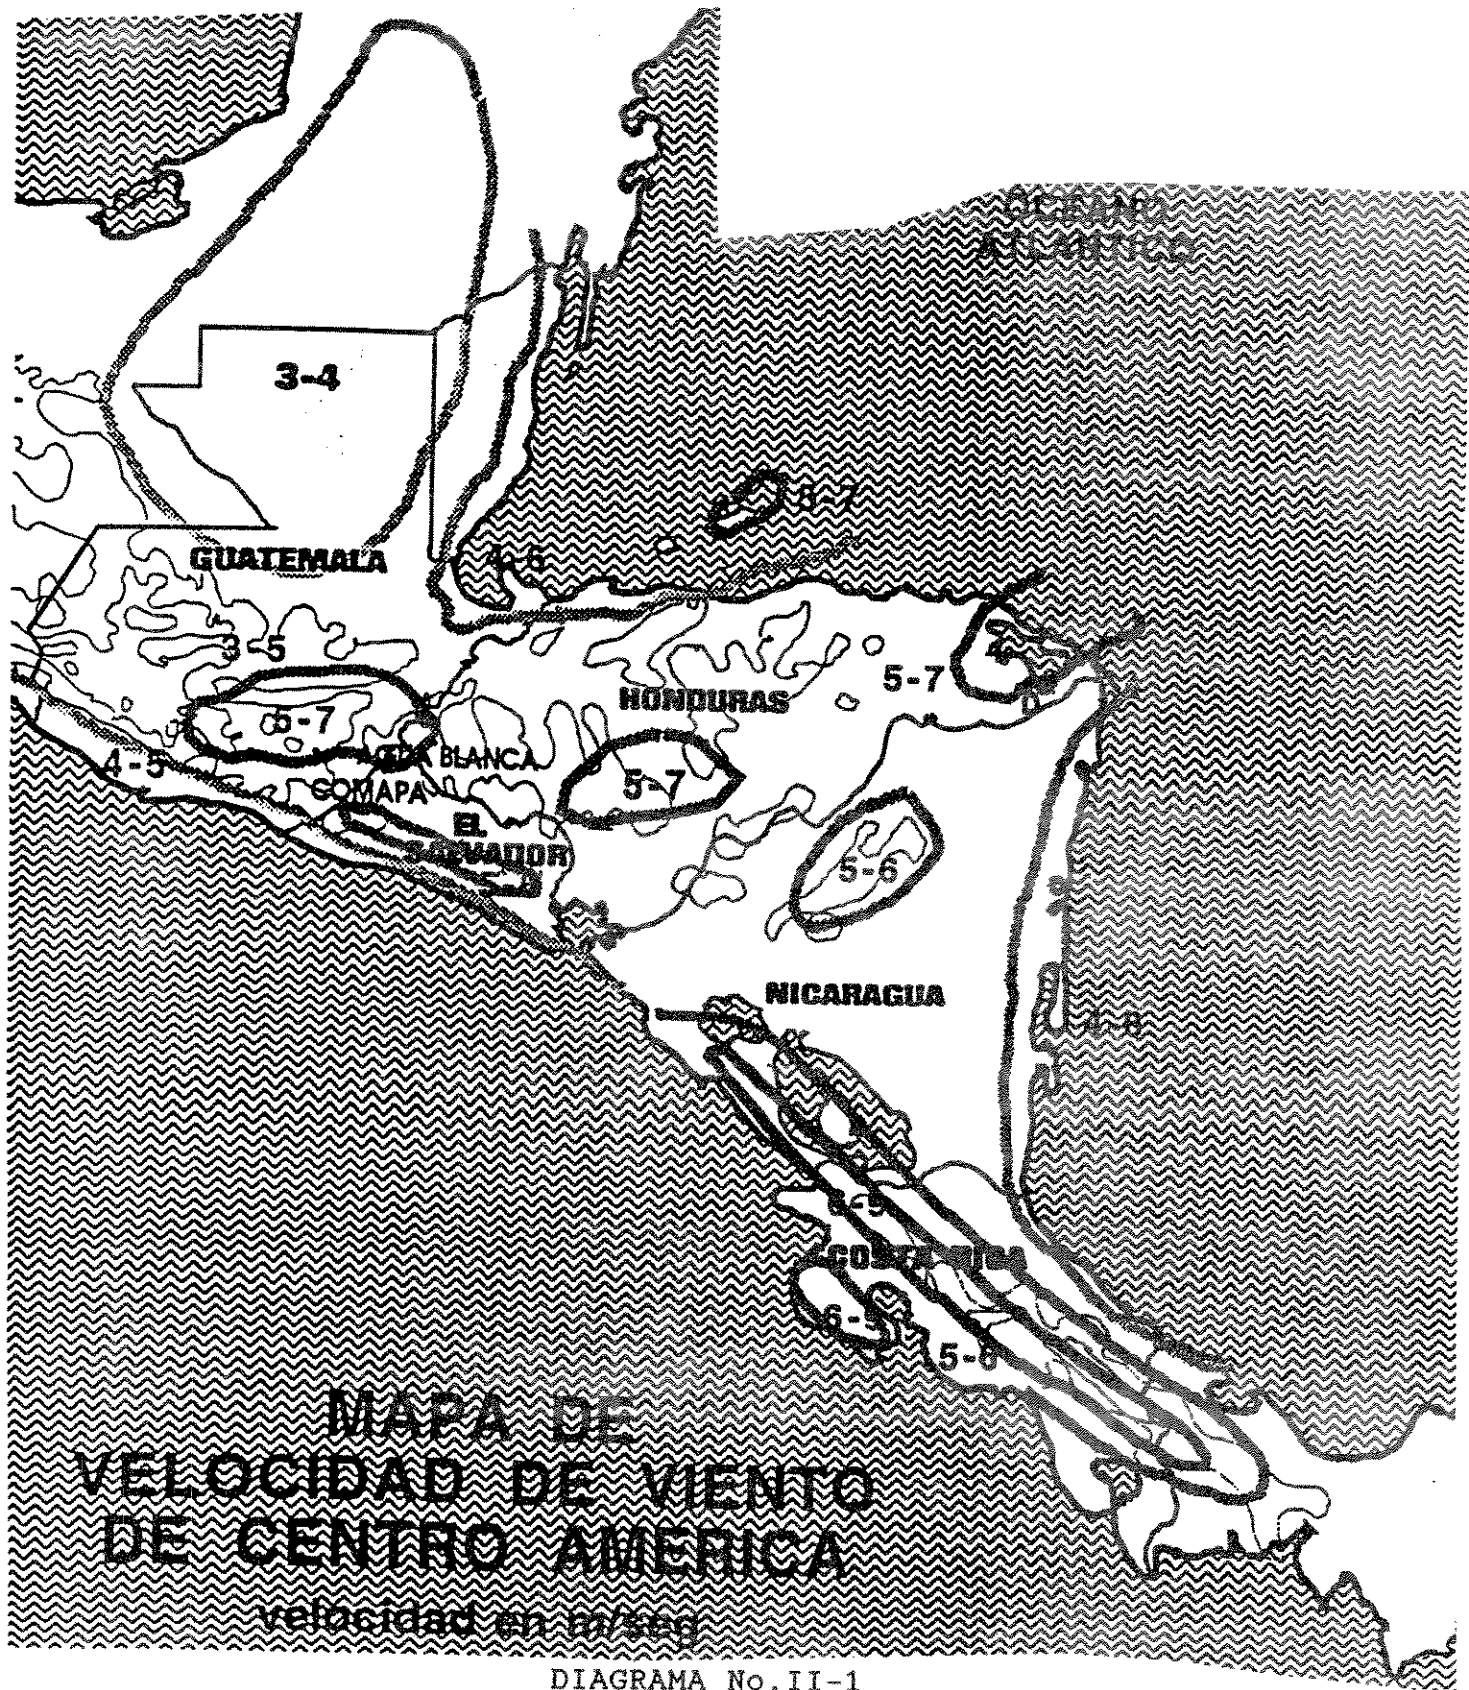 OCEANO
ATLANTICO
3-4
GUATEMALA
4-6
3-5
5-7
HONDURAS
5-7
4-5
BLANCA
COMAPA
5-7
EL
SALVADOR
5-6
NICARAGUA
COSTA RICA
5-6
MAPA DE
VELOCIDAD DE VIENTO
DE CENTRO AMERICA
velocidad en m/seg
DIAGRAMA No.II-1